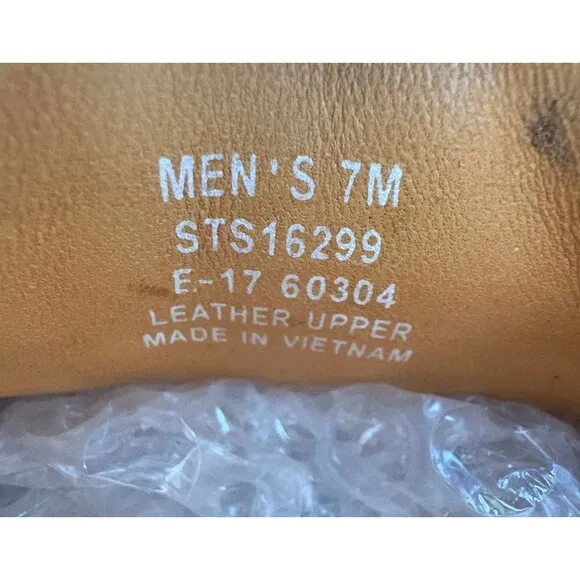 MEN'S 7M
STS16299
E-17 60304
LEATHER UPPER
MADE IN VIETNAM